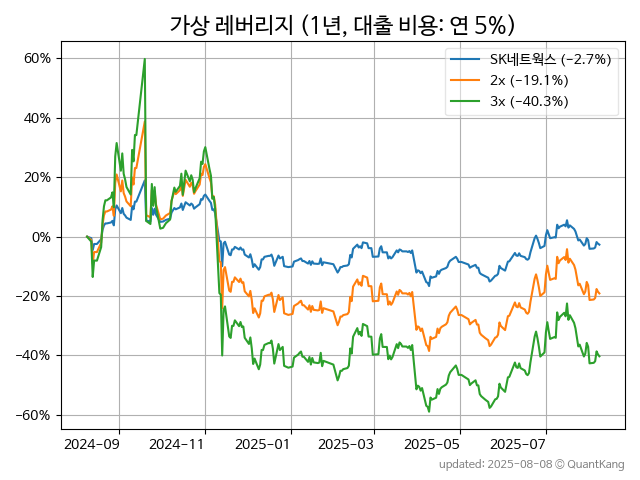 가상 레버리지 (1년, 대출 비용: 연 5%)
SK네트웍스 (−2.7%)
2x (−19.1%)
3x (−40.3%)
60%
40%
20%
0%
−20%
−40%
−60%
2024-09
2024-11
2025-01
2025-03
2025-05
2025-07
updated: 2025-08-08 © QuantKang